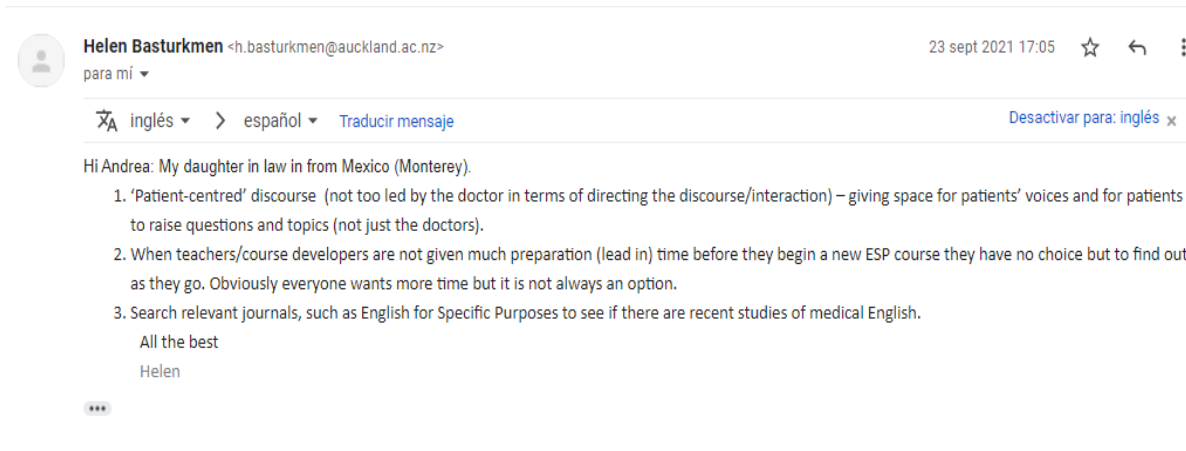 Helen Basturkmen <h.basturkmen@auckland.ac.nz>
23 sept 2021 17:05
para mí
inglés > español Traducir mensaje Desactivar para: inglés x
Hi Andrea: My daughter in law in from Mexico (Monterey).
1. ‘Patient-centred’ discourse (not too led by the doctor in terms of directing the discourse/interaction) – giving space for patients’ voices and for patients
to raise questions and topics (not just the doctors).
2. When teachers/course developers are not given much preparation (lead in) time before they begin a new ESP course they have no choice but to find out
as they go. Obviously everyone wants more time but it is not always an option.
3. Search relevant journals, such as English for Specific Purposes to see if there are recent studies of medical English.
All the best
Helen